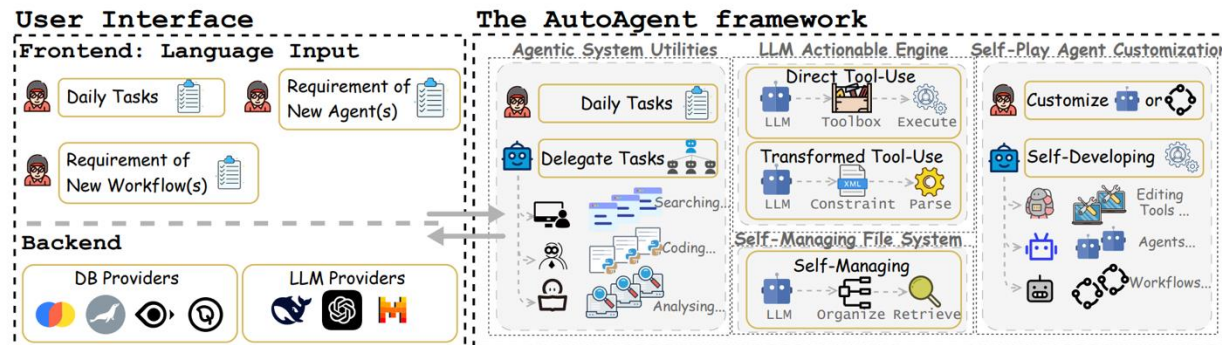 User Interface
Frontend: Language Input
Daily Tasks
Requirement of
New Agent(s)
Requirement of
New Workflow(s)
Backend
DB Providers
LLM Providers
The AutoAgent framework
Agentic System Utilities
Daily Tasks
Delegate Tasks
Searching...
Coding...
Analysing...
LLM Actionable Engine
Direct Tool-Use
LLM Toolbox Execute
Transformed Tool-Use
XML
LLM Constraint Parse
Self-Managing File System
Self-Managing
LLM Organize Retrieve
Self-Play Agent Customization
Customize or
Self-Developing
Editing
Tools ...
Agents...
Workflows...